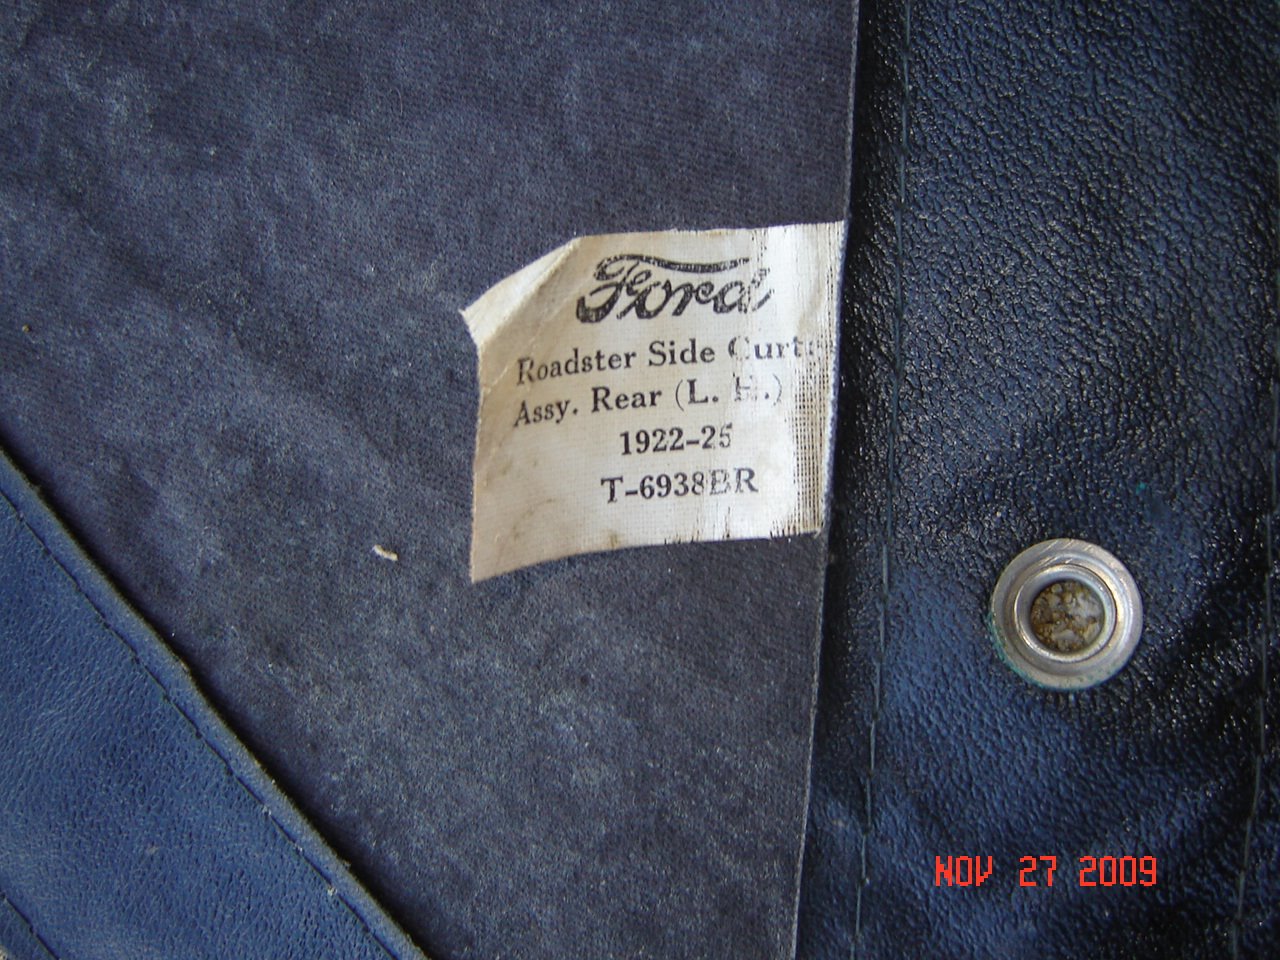 Ford
Roadster Side Curt
Assy. Rear (L. H.)
1922-25
T-6938BR
NOV 27 2009